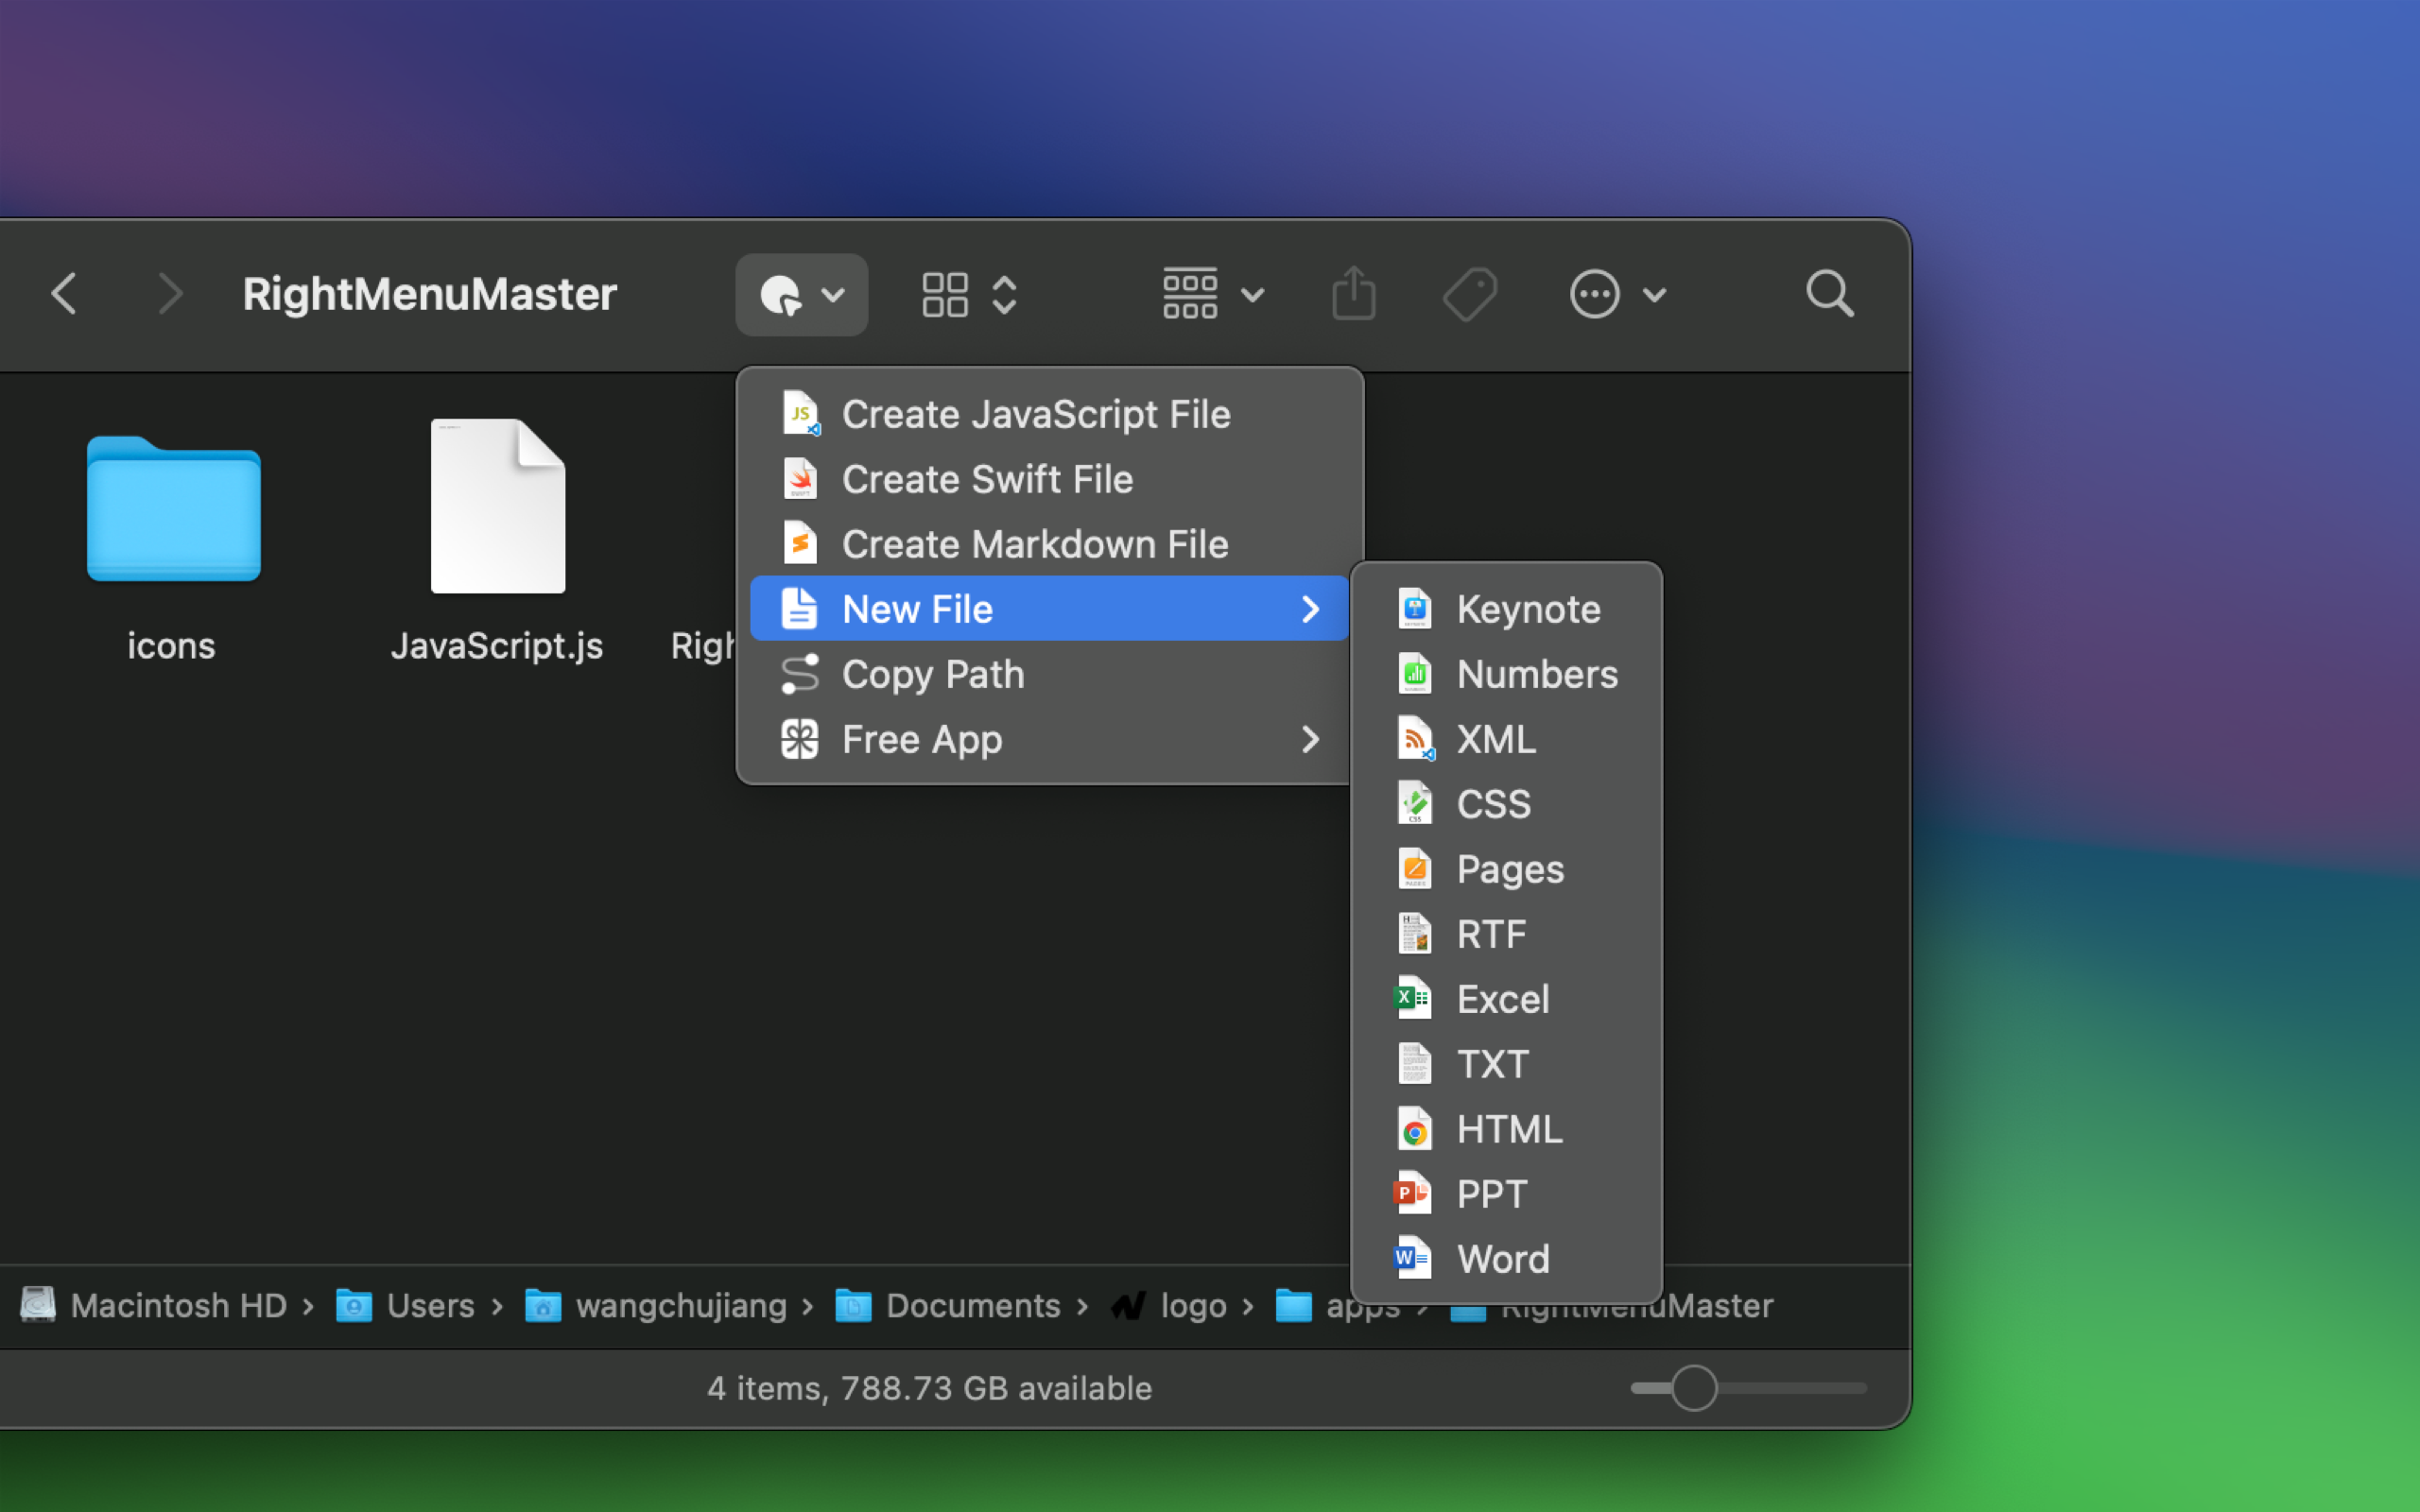 RightMenuMaster
Create JavaScript File
Create Swift File
Create Markdown File
New File
Copy Path
Free App
Keynote
Numbers
XML
CSS
Pages
RTF
Excel
TXT
HTML
PPT
Word
icons
JavaScript.js
Righ
Macintosh HD › Users › wangchujiang › Documents › logo › apps › RightMenuMaster
4 items, 788.73 GB available